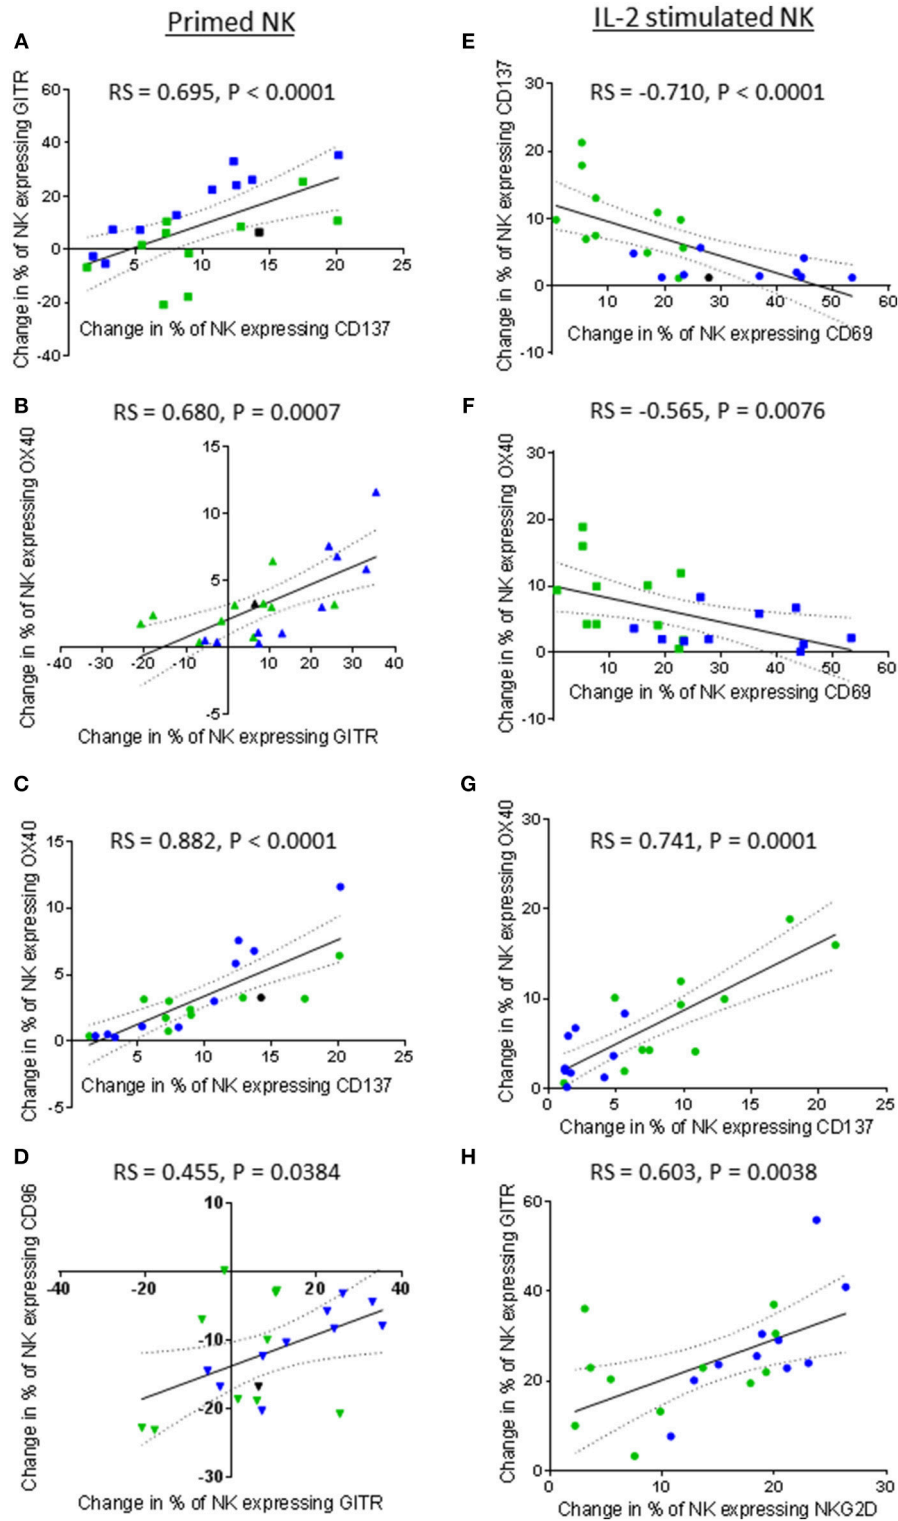 Primed NK
IL-2 stimulated NK
A
RS = 0.695, P < 0.0001
Change in % of NK expressing GITR
60
40
20
0
-20
-40
5 10 15 20 25
Change in % of NK expressing CD137
E
RS = -0.710, P < 0.0001
Change in % of NK expressing CD137
30
20
10
0
-10
10 20 30 40 50 60
Change in % of NK expressing CD69
B
RS = 0.680, P = 0.0007
Change in % of NK expressing OX40
15
10
5
-5
-40 -30 -20 -10 0 10 20 30 40
Change in % of NK expressing GITR
F
RS = -0.565, P = 0.0076
Change in % of NK expressing OX40
30
20
10
0
-10
10 20 30 40 50 60
Change in % of NK expressing CD69
C
RS = 0.882, P < 0.0001
Change in % of NK expressing OX40
15
10
5
0
-5
5 10 15 20 25
Change in % of NK expressing CD137
G
RS = 0.741, P = 0.0001
Change in % of NK expressing OX40
30
20
10
0
0 5 10 15 20 25
Change in % of NK expressing CD137
D
RS = 0.455, P = 0.0384
Change in % of NK expressing CD96
10
-40 -20 20 40
-10
-20
-30
Change in % of NK expressing GITR
H
RS = 0.603, P = 0.0038
Change in % of NK expressing GITR
60
40
20
0
0 10 20 30
Change in % of NK expressing NKG2D